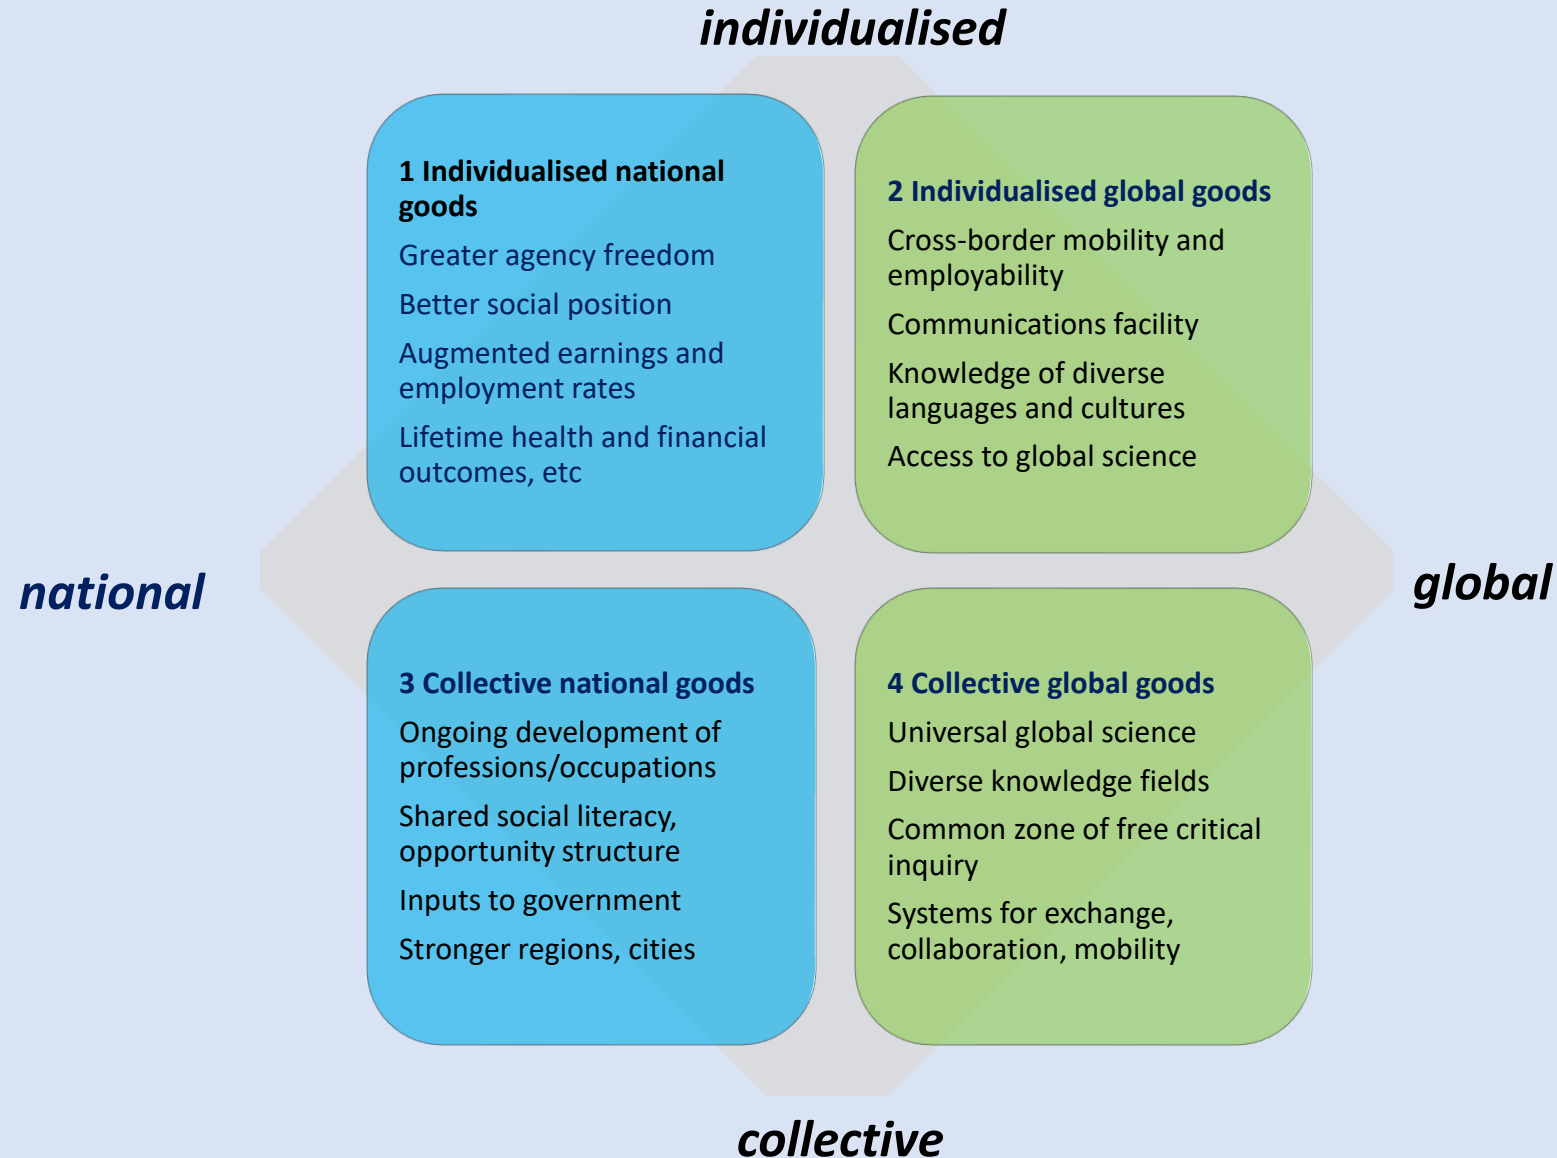 individualised
1 Individualised national
goods
Greater agency freedom
Better social position
Augmented earnings and
employment rates
Lifetime health and financial
outcomes, etc
2 Individualised global goods
Cross-border mobility and
employability
Communications facility
Knowledge of diverse
languages and cultures
Access to global science
national
global
3 Collective national goods
Ongoing development of
professions/occupations
Shared social literacy,
opportunity structure
Inputs to government
Stronger regions, cities
4 Collective global goods
Universal global science
Diverse knowledge fields
Common zone of free critical
inquiry
Systems for exchange,
collaboration, mobility
collective